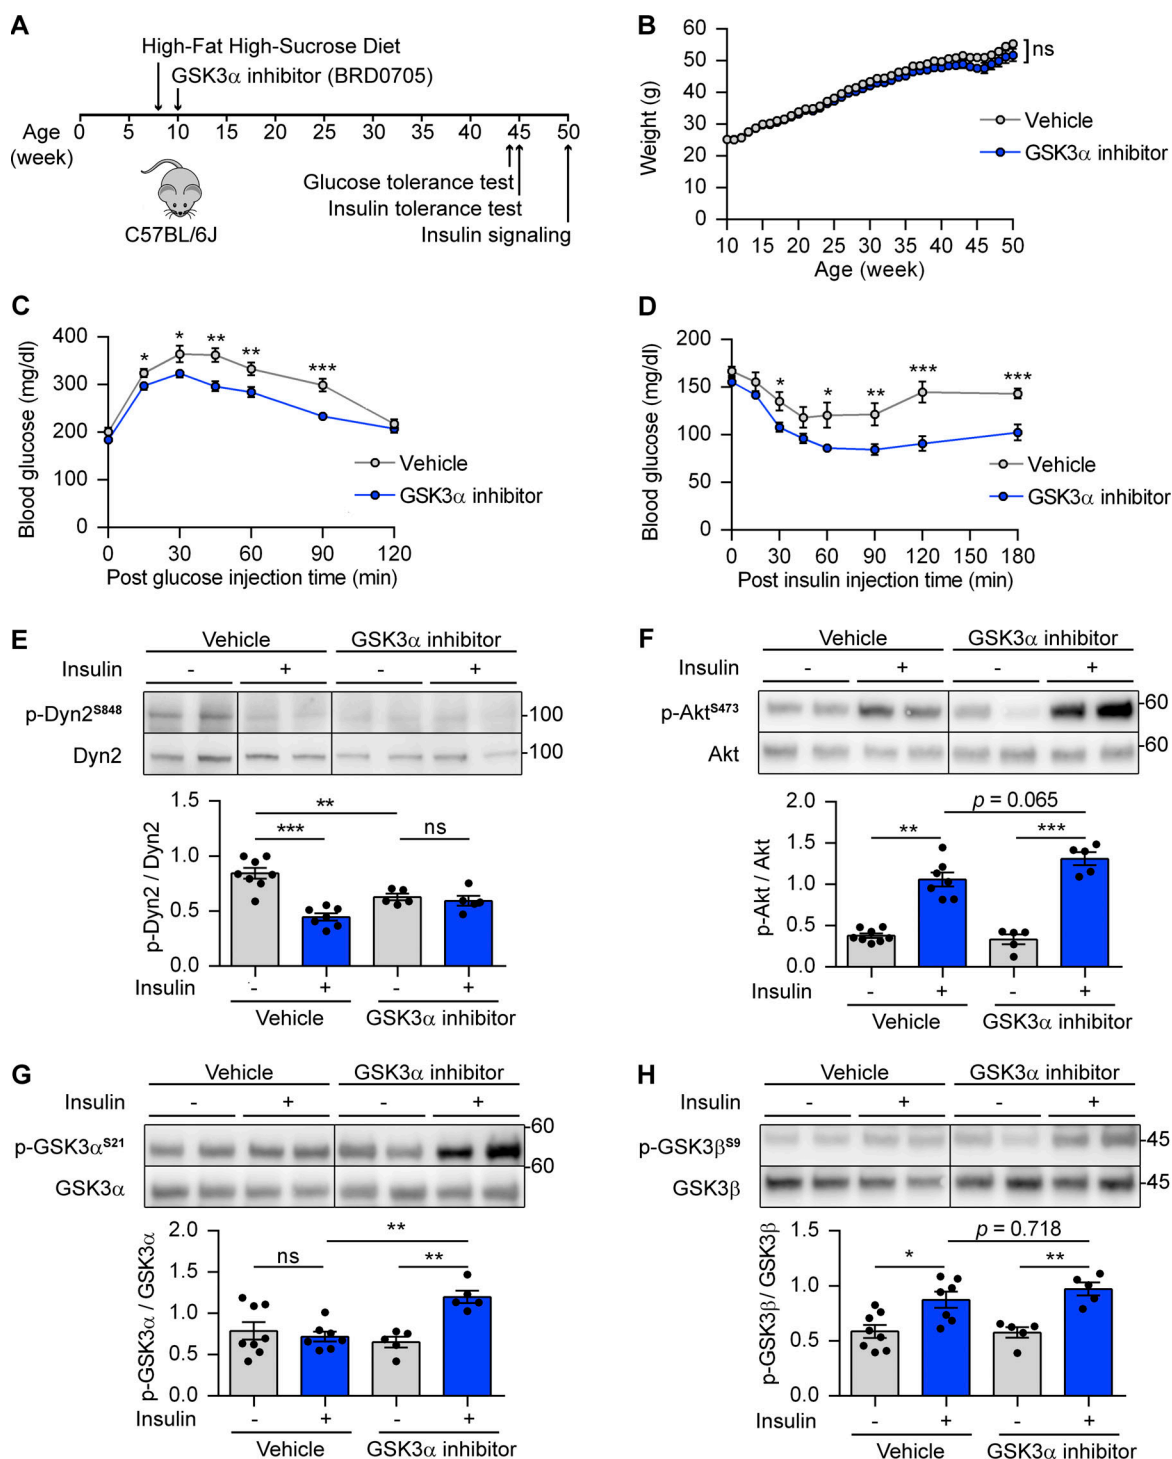 A
High-Fat High-Sucrose Diet
GSK3α inhibitor (BRD0705)
Age (week)
0 5 10 15 20 25 30 35 40 45 50
C57BL/6J
Glucose tolerance test
Insulin tolerance test
Insulin signaling
B
Weight (g)
60
50
40
30
20
10
0
ns
Vehicle
GSK3α inhibitor
10 15 20 25 30 35 40 45 50
Age (week)
C
Blood glucose (mg/dl)
400
300
200
100
0
* * ** ** ***
Vehicle
GSK3α inhibitor
0 30 60 90 120
Post glucose injection time (min)
D
Blood glucose (mg/dl)
200
150
100
50
0
* * ** *** ***
Vehicle
GSK3α inhibitor
0 30 60 90 120 150 180
Post insulin injection time (min)
E
Vehicle GSK3α inhibitor
Insulin - + - +
p-Dyn2S848 -100
Dyn2 -100
p-Dyn2 / Dyn2
1.5
1.0
0.5
0.0
**
*** ns
Insulin - + - +
Vehicle GSK3α inhibitor
F
Vehicle GSK3α inhibitor
Insulin - + - +
p-AktS473 -60
Akt -60
p-Akt / Akt
2.0
1.5
1.0
0.5
0.0
p = 0.065
** ***
Insulin - + - +
Vehicle GSK3α inhibitor
G
Vehicle GSK3α inhibitor
Insulin - + - +
p-GSK3αS21 -60
GSK3α -60
p-GSK3α / GSK3α
2.0
1.5
1.0
0.5
0.0
**
ns **
Insulin - + - +
Vehicle GSK3α inhibitor
H
Vehicle GSK3α inhibitor
Insulin - + - +
p-GSK3βS9 -45
GSK3β -45
p-GSK3β/ GSK3β
1.5
1.0
0.5
0.0
p = 0.718
* **
Insulin - + - +
Vehicle GSK3α inhibitor